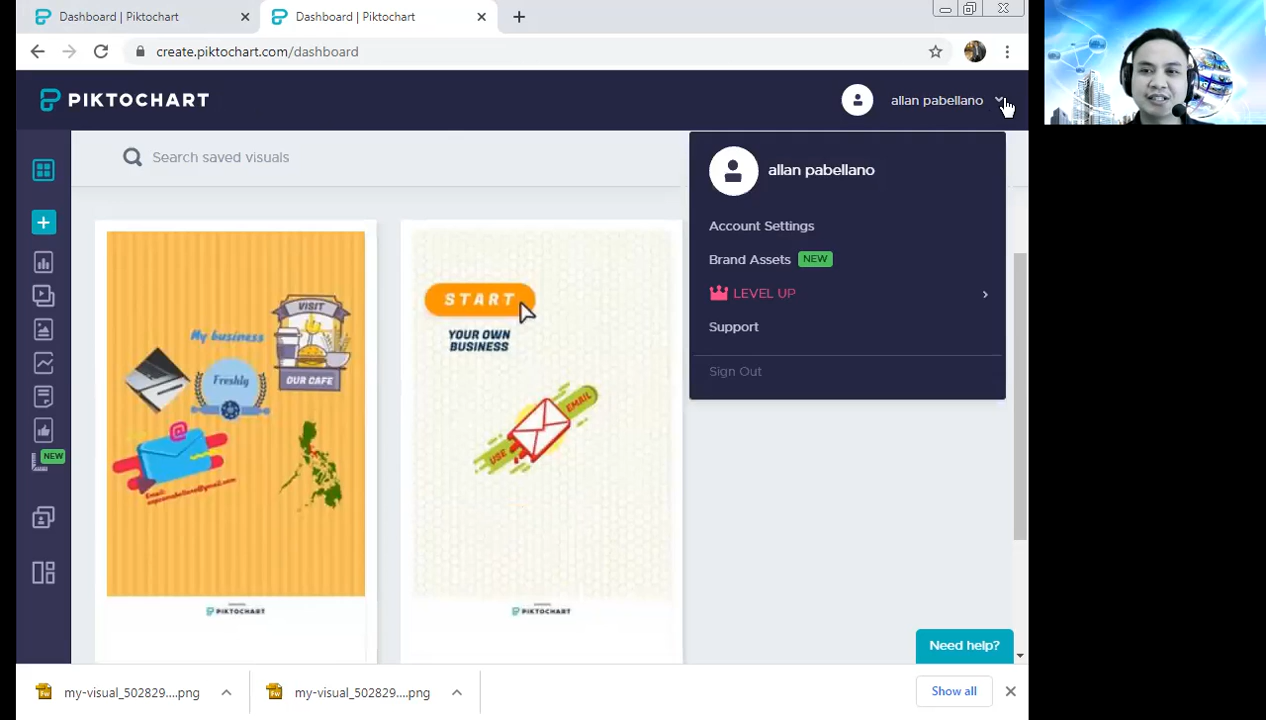 Dashboard | Piktochart
Dashboard | Piktochart
create.piktochart.com/dashboard
PIKTOCHART
allan pabellano
Search saved visuals
allan pabellano
Account Settings
Brand Assets NEW
LEVEL UP
Support
Sign Out
VISIT
My business
OUR CAFE
Freshly
@
Email:
START
YOUR OWN
BUSINESS
EMAIL
USE
NEW
PIKTOCHART
PIKTOCHART
Need help?
my-visual_502829....png
my-visual_502829....png
Show all